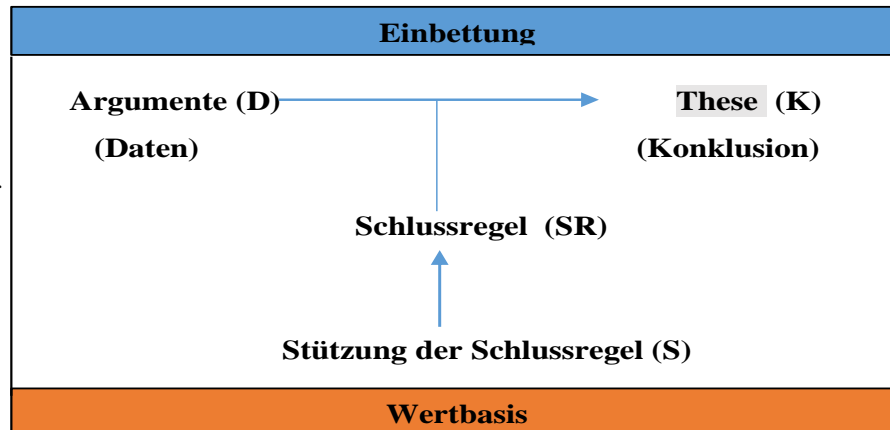 Einbettung
Argumente (D) These (K)
(Daten) (Konklusion)
Schlussregel (SR)
Stützung der Schlussregel (S)
Wertbasis